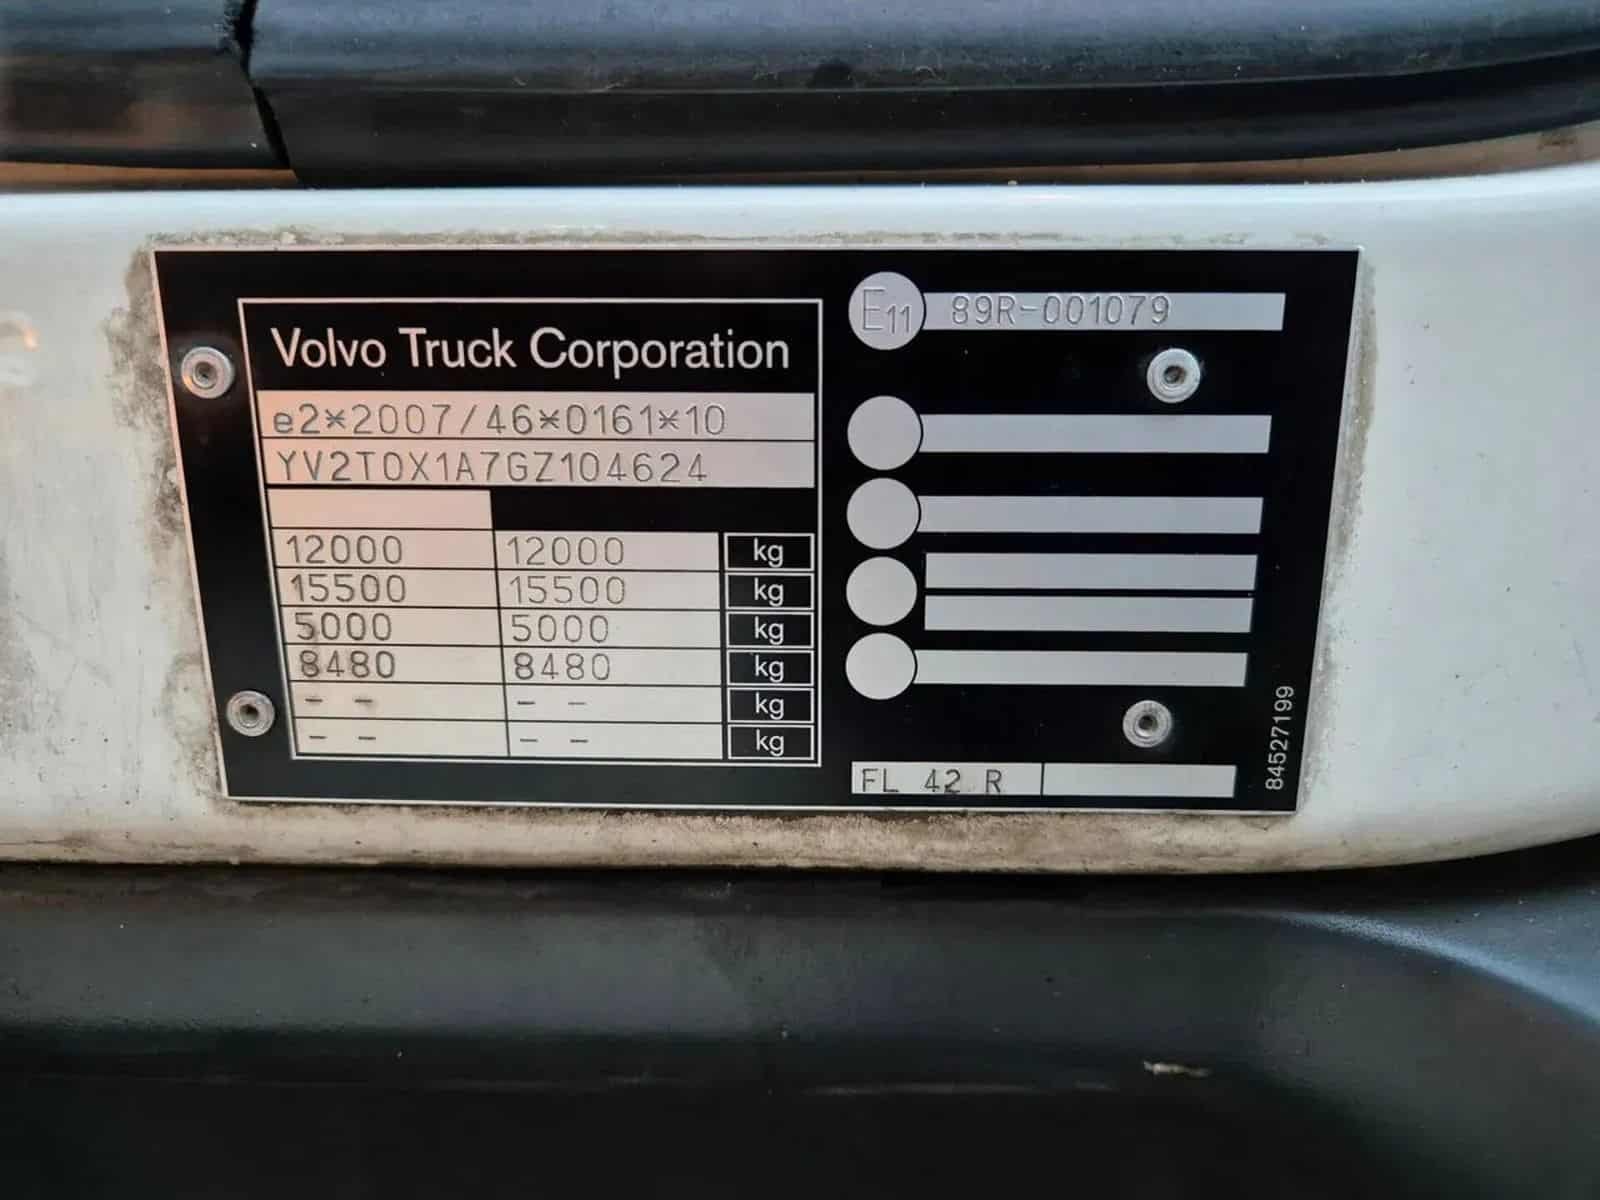 Volvo Truck Corporation
e2*2007/46*0161*10
YV2T0X1A7GZ104624
12000 12000 kg
15500 15500 kg
5000 5000 kg
8480 8480 kg
- - - - kg
- - - - kg
E11 89R-001079
FL 42 R
84527199